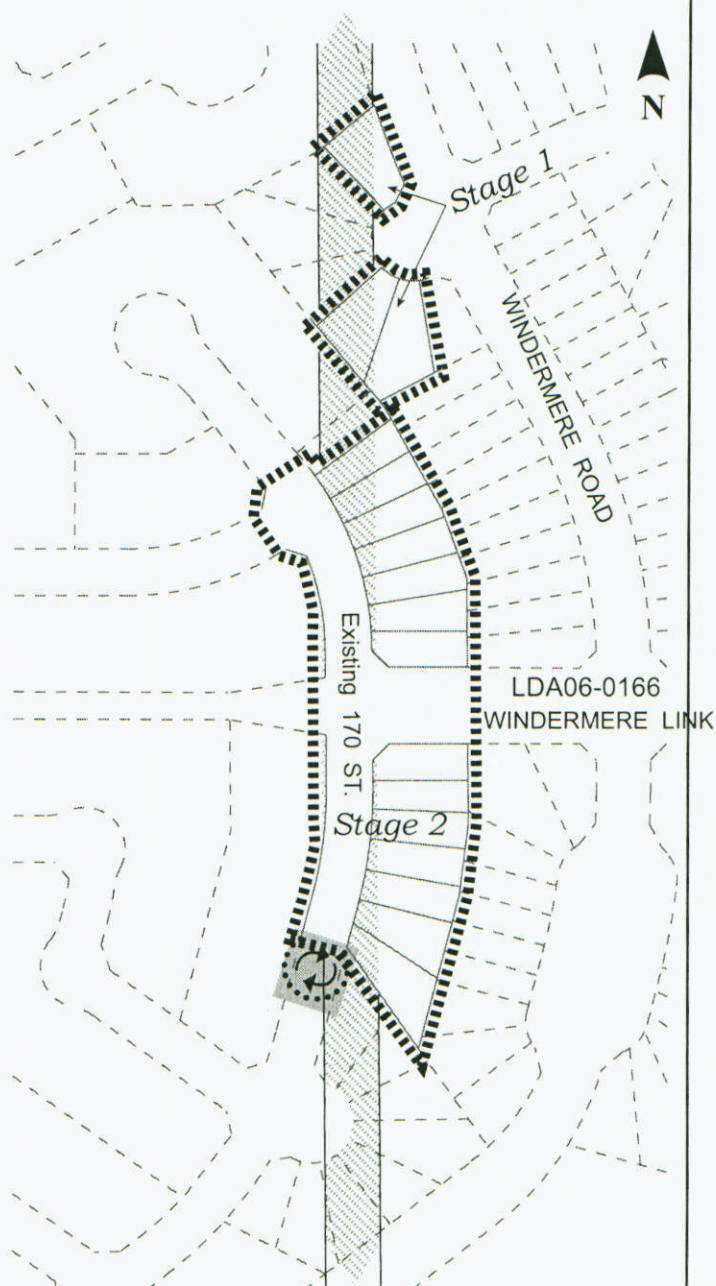 N
Stage 1
WINDERMERE ROAD
Existing 170 ST.
LDA06-0166
WINDERMERE LINK
Stage 2